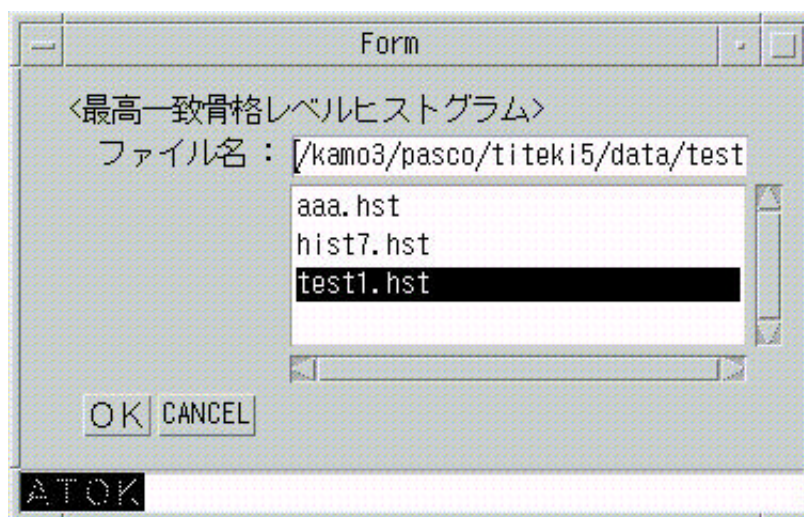 Form
<最高一致骨格レベルヒストグラム>
ファイル名：/kamo3/pasco/titeki5/data/test
aaa.hst
hist7.hst
test1.hst
ＯＫ CANCEL
ATOK